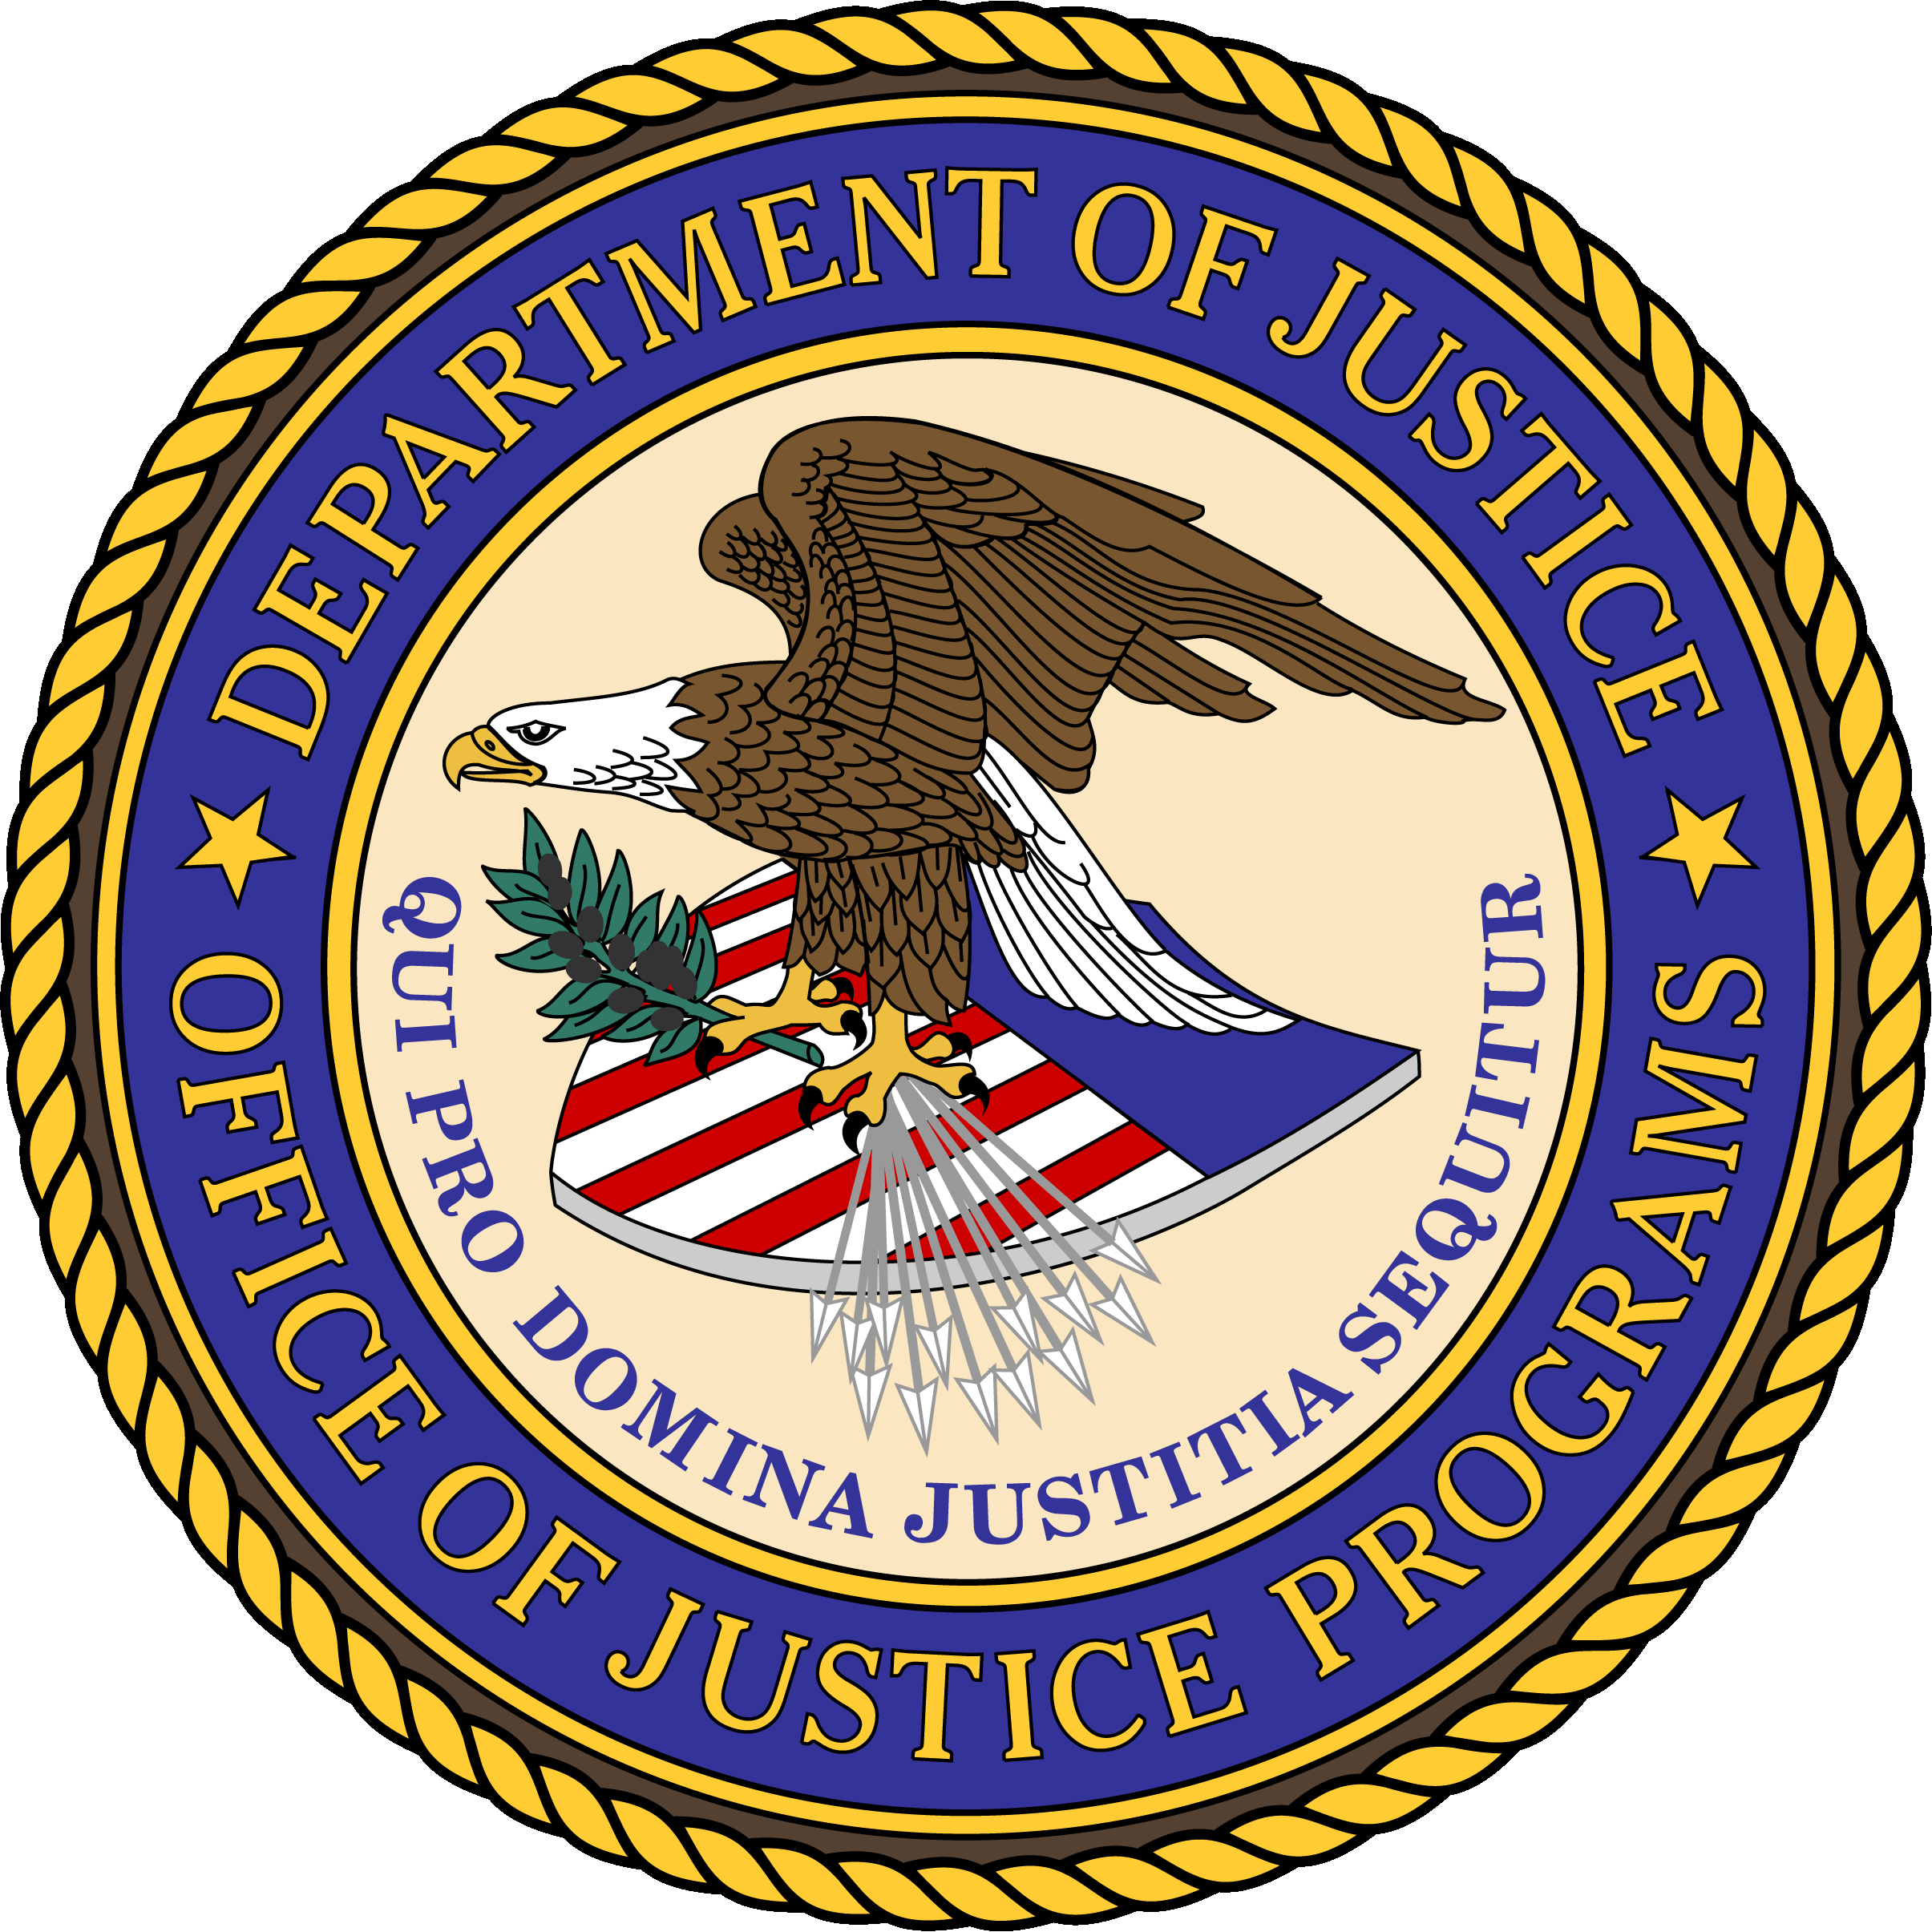 DEPARTMENT OF JUSTICE
OFFICE OF JUSTICE PROGRAMS
QUI PRO DOMINA JUSTITIA SEQUITUR